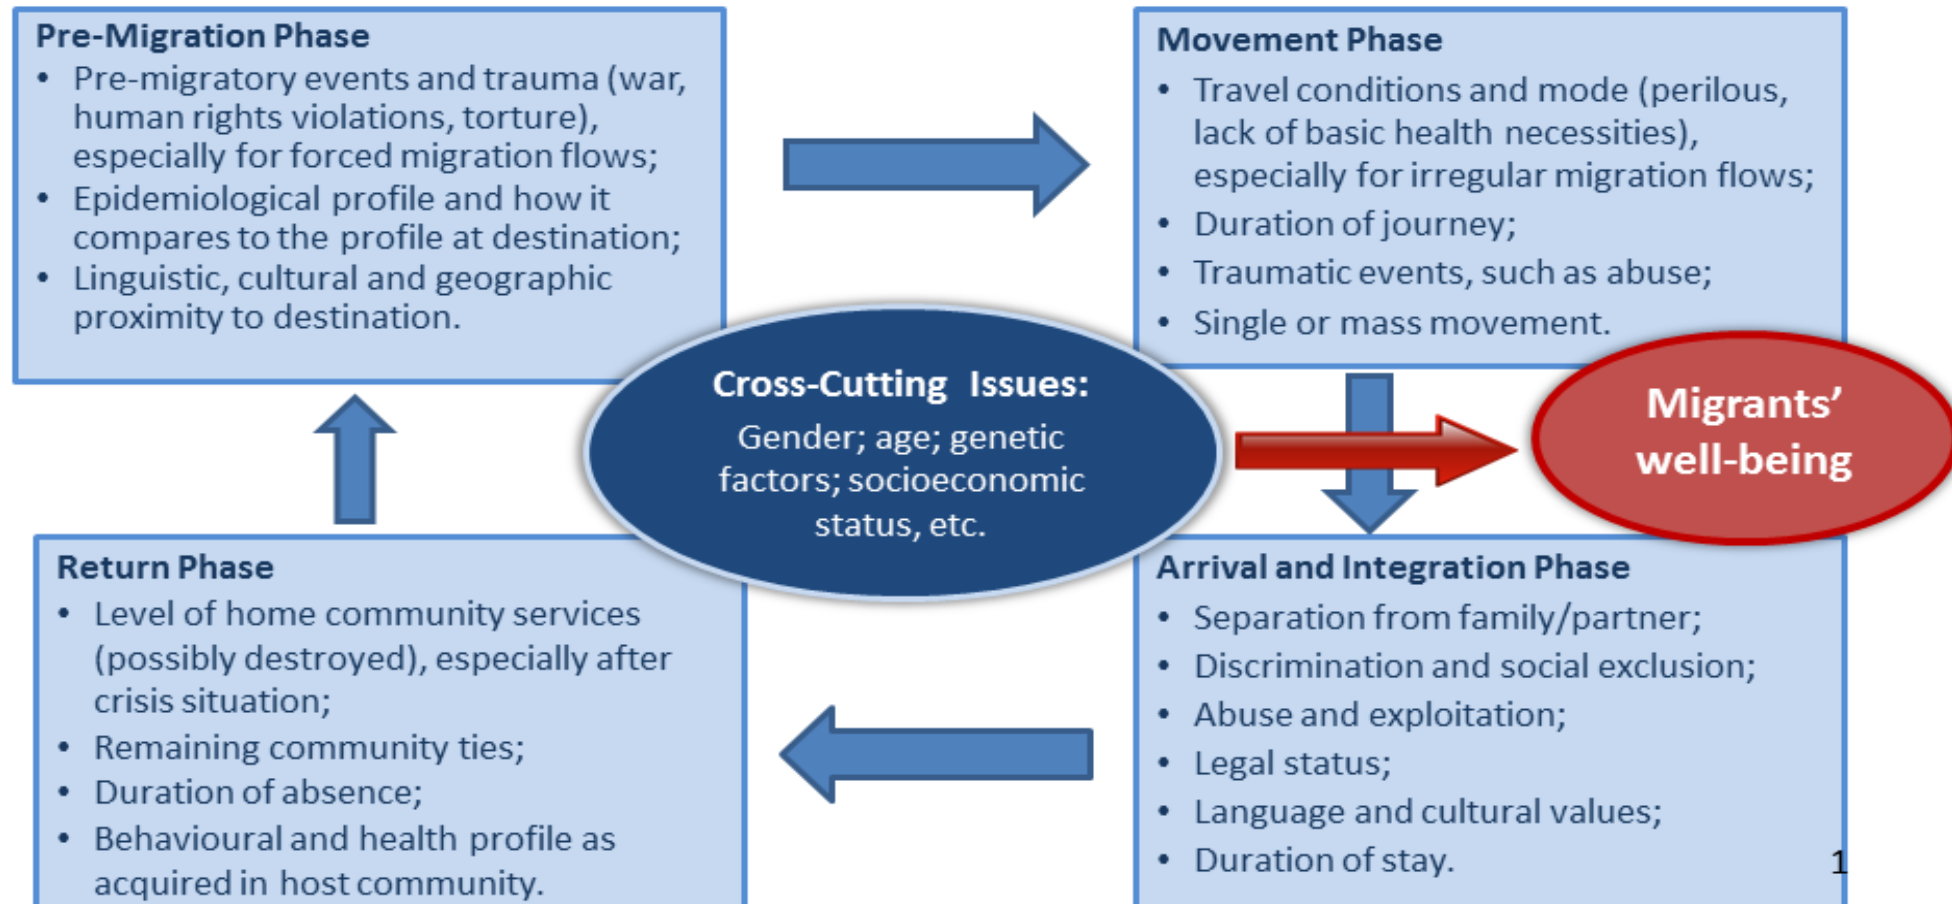 Pre-Migration Phase
• Pre-migratory events and trauma (war,
human rights violations, torture),
especially for forced migration flows;
• Epidemiological profile and how it
compares to the profile at destination;
• Linguistic, cultural and geographic
proximity to destination.
Movement Phase
• Travel conditions and mode (perilous,
lack of basic health necessities),
especially for irregular migration flows;
• Duration of journey;
• Traumatic events, such as abuse;
• Single or mass movement.
Cross-Cutting Issues:
Gender; age; genetic
factors; socioeconomic
status, etc.
Migrants’
well-being
Return Phase
• Level of home community services
(possibly destroyed), especially after
crisis situation;
• Remaining community ties;
• Duration of absence;
• Behavioural and health profile as
acquired in host community.
Arrival and Integration Phase
• Separation from family/partner;
• Discrimination and social exclusion;
• Abuse and exploitation;
• Legal status;
• Language and cultural values;
• Duration of stay.
1